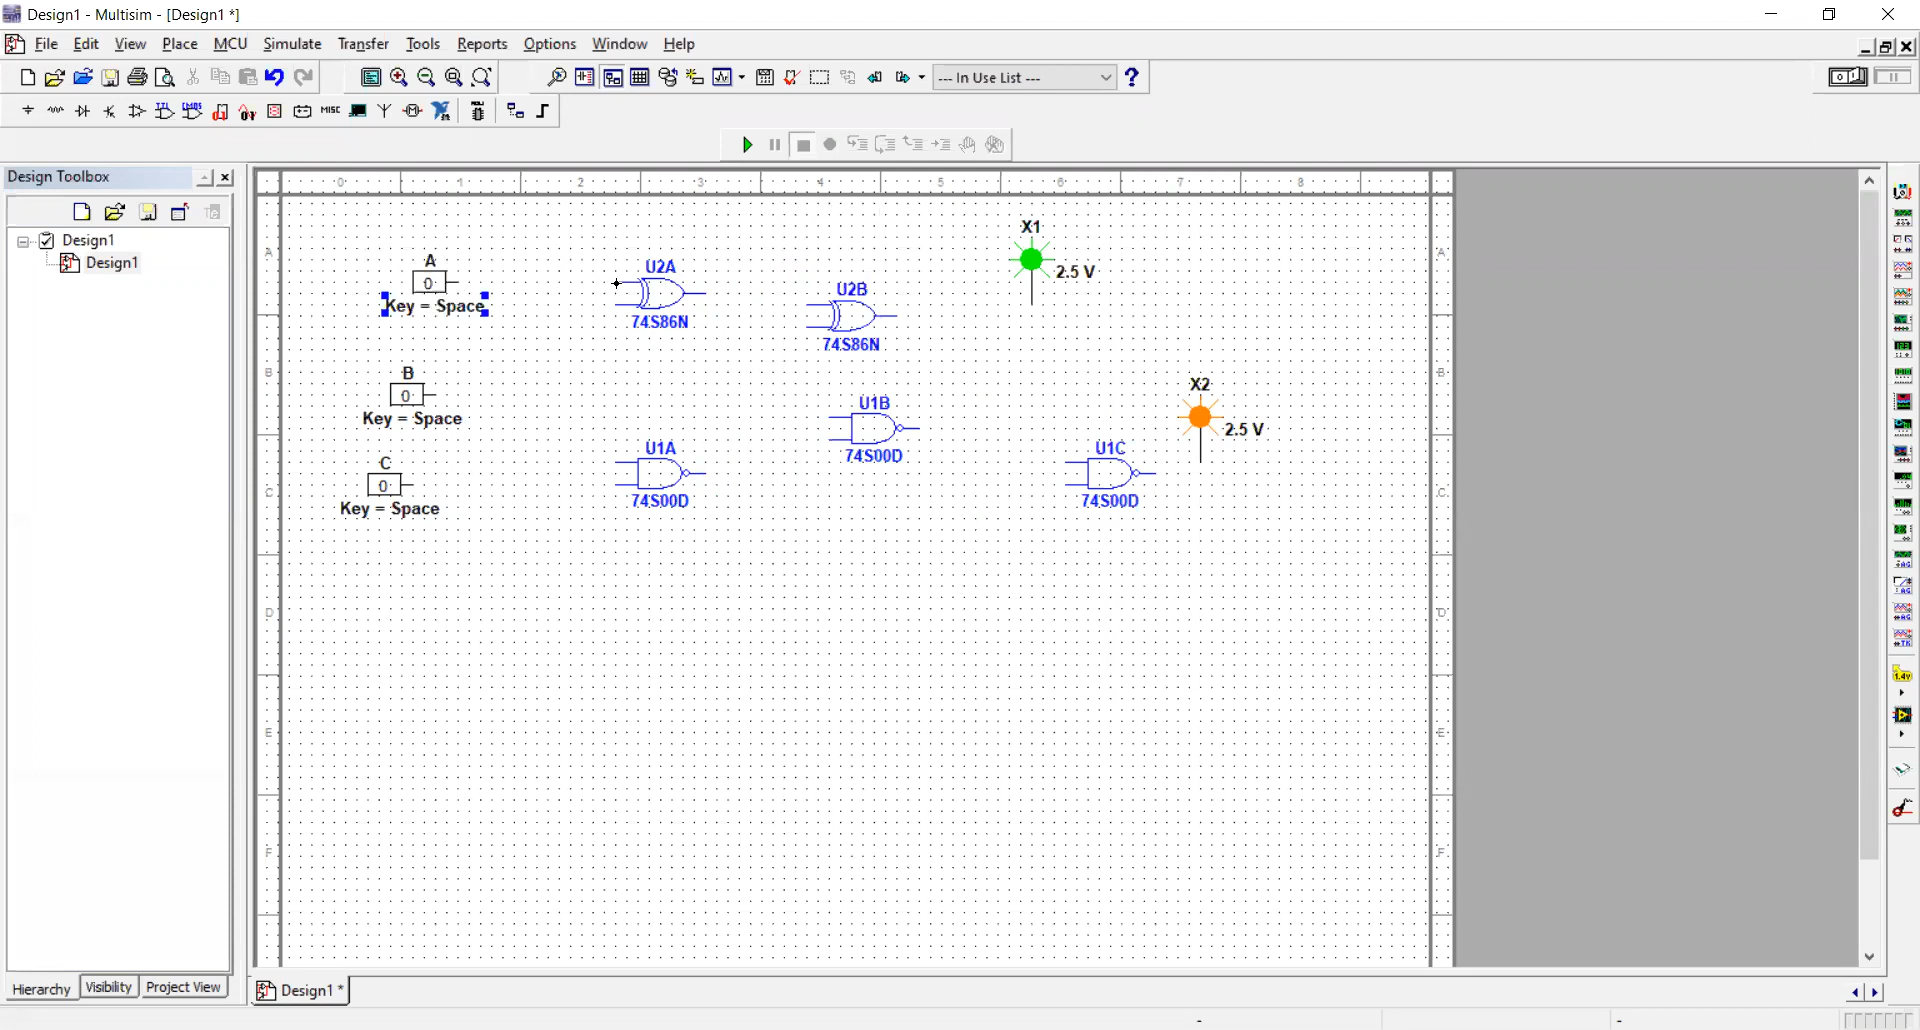 Design1 - Multisim - [Design1 *]
File Edit View Place MCU Simulate Transfer Tools Reports Options Window Help
--- In Use List ---
MISC
Design Toolbox
Design1
Design1
0 1 2 3 4 5 6 7 8
A
B
C
D
E
F
A
B
C
D
E
F
A
0
Key = Space
B
0
Key = Space
C
0
Key = Space
U2A
74S86N
U2B
74S86N
U1B
74S00D
U1A
74S00D
U1C
74S00D
X1
2.5 V
X2
2.5 V
Hierarchy Visibility Project View
Design1 *